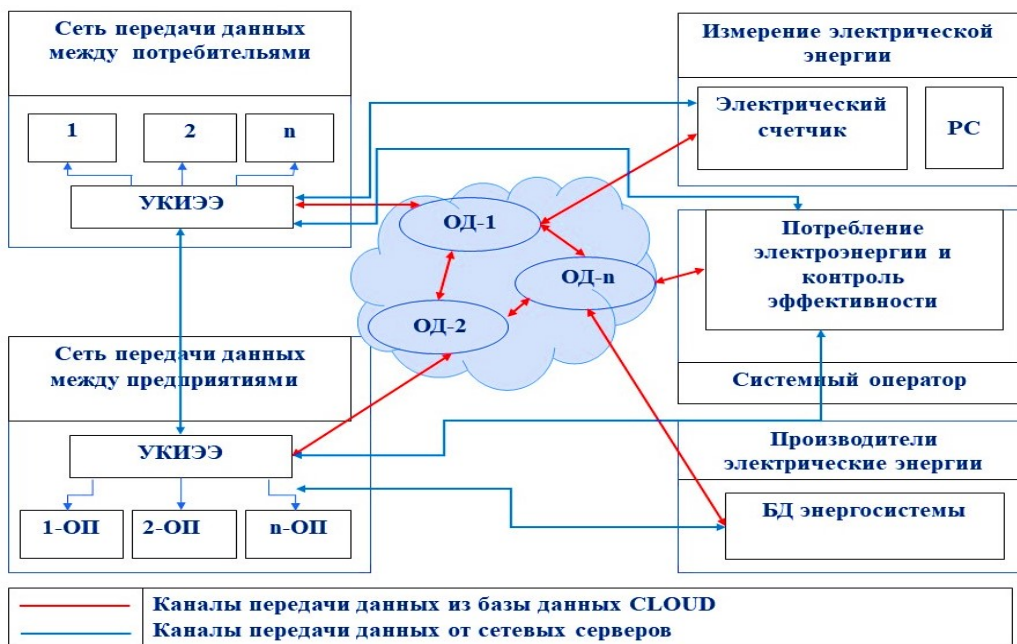 Сеть передачи данных
между потребительями
1
2
n
УКИЭЭ
Измерение электрической
энергии
Электрический
счетчик
РС
ОД-1
ОД-n
ОД-2
Потребление
электроэнергии и
контроль
эффективности
Системный оператор
Сеть передачи данных
между предприятиями
УКИЭЭ
1-ОП
2-ОП
n-ОП
Производители
электрические энергии
БД энергосистемы
Каналы передачи данных из базы данных CLOUD
Каналы передачи данных от сетевых серверов